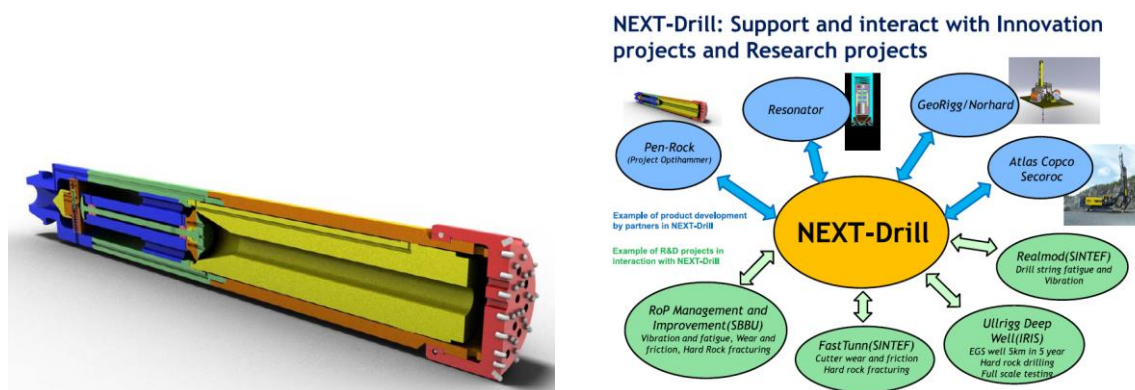 NEXT-Drill: Support and interact with Innovation
projects and Research projects
Resonator
GeoRigg/Norhard
Pen-Rock
(Project Optihammer)
Atlas Copco
Secoroc
Example of product development
by partners in NEXT-Drill
NEXT-Drill
Example of R&D projects in
interaction with NEXT-Drill
Realmod(SINTEF)
Drill string fatigue and
Vibration
RoP Management and
Improvement(SBBU)
Vibration and fatigue, Wear and
friction, Hard Rock fracturing
FastTunn(SINTEF)
Cutter wear and friction
Hard rock fracturing
Ullrigg Deep
Well(IRIS)
EGS well 5km in 5 year
Hard rock drilling
Full scale testing